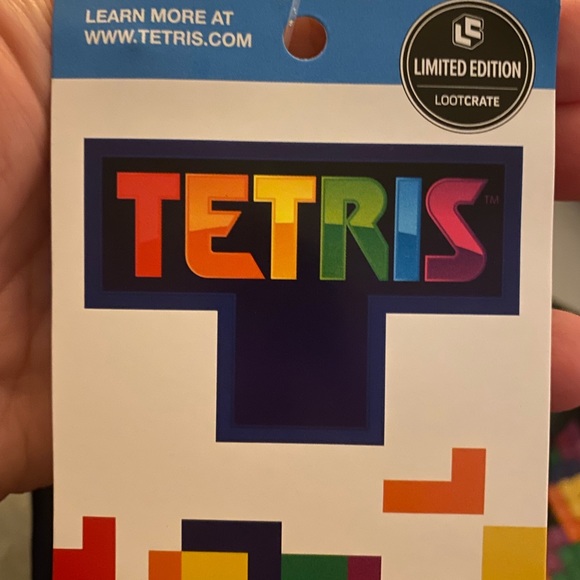 LEARN MORE AT
WWW.TETRIS.COM
LIMITED EDITION
LOOTCRATE
TETRIS™